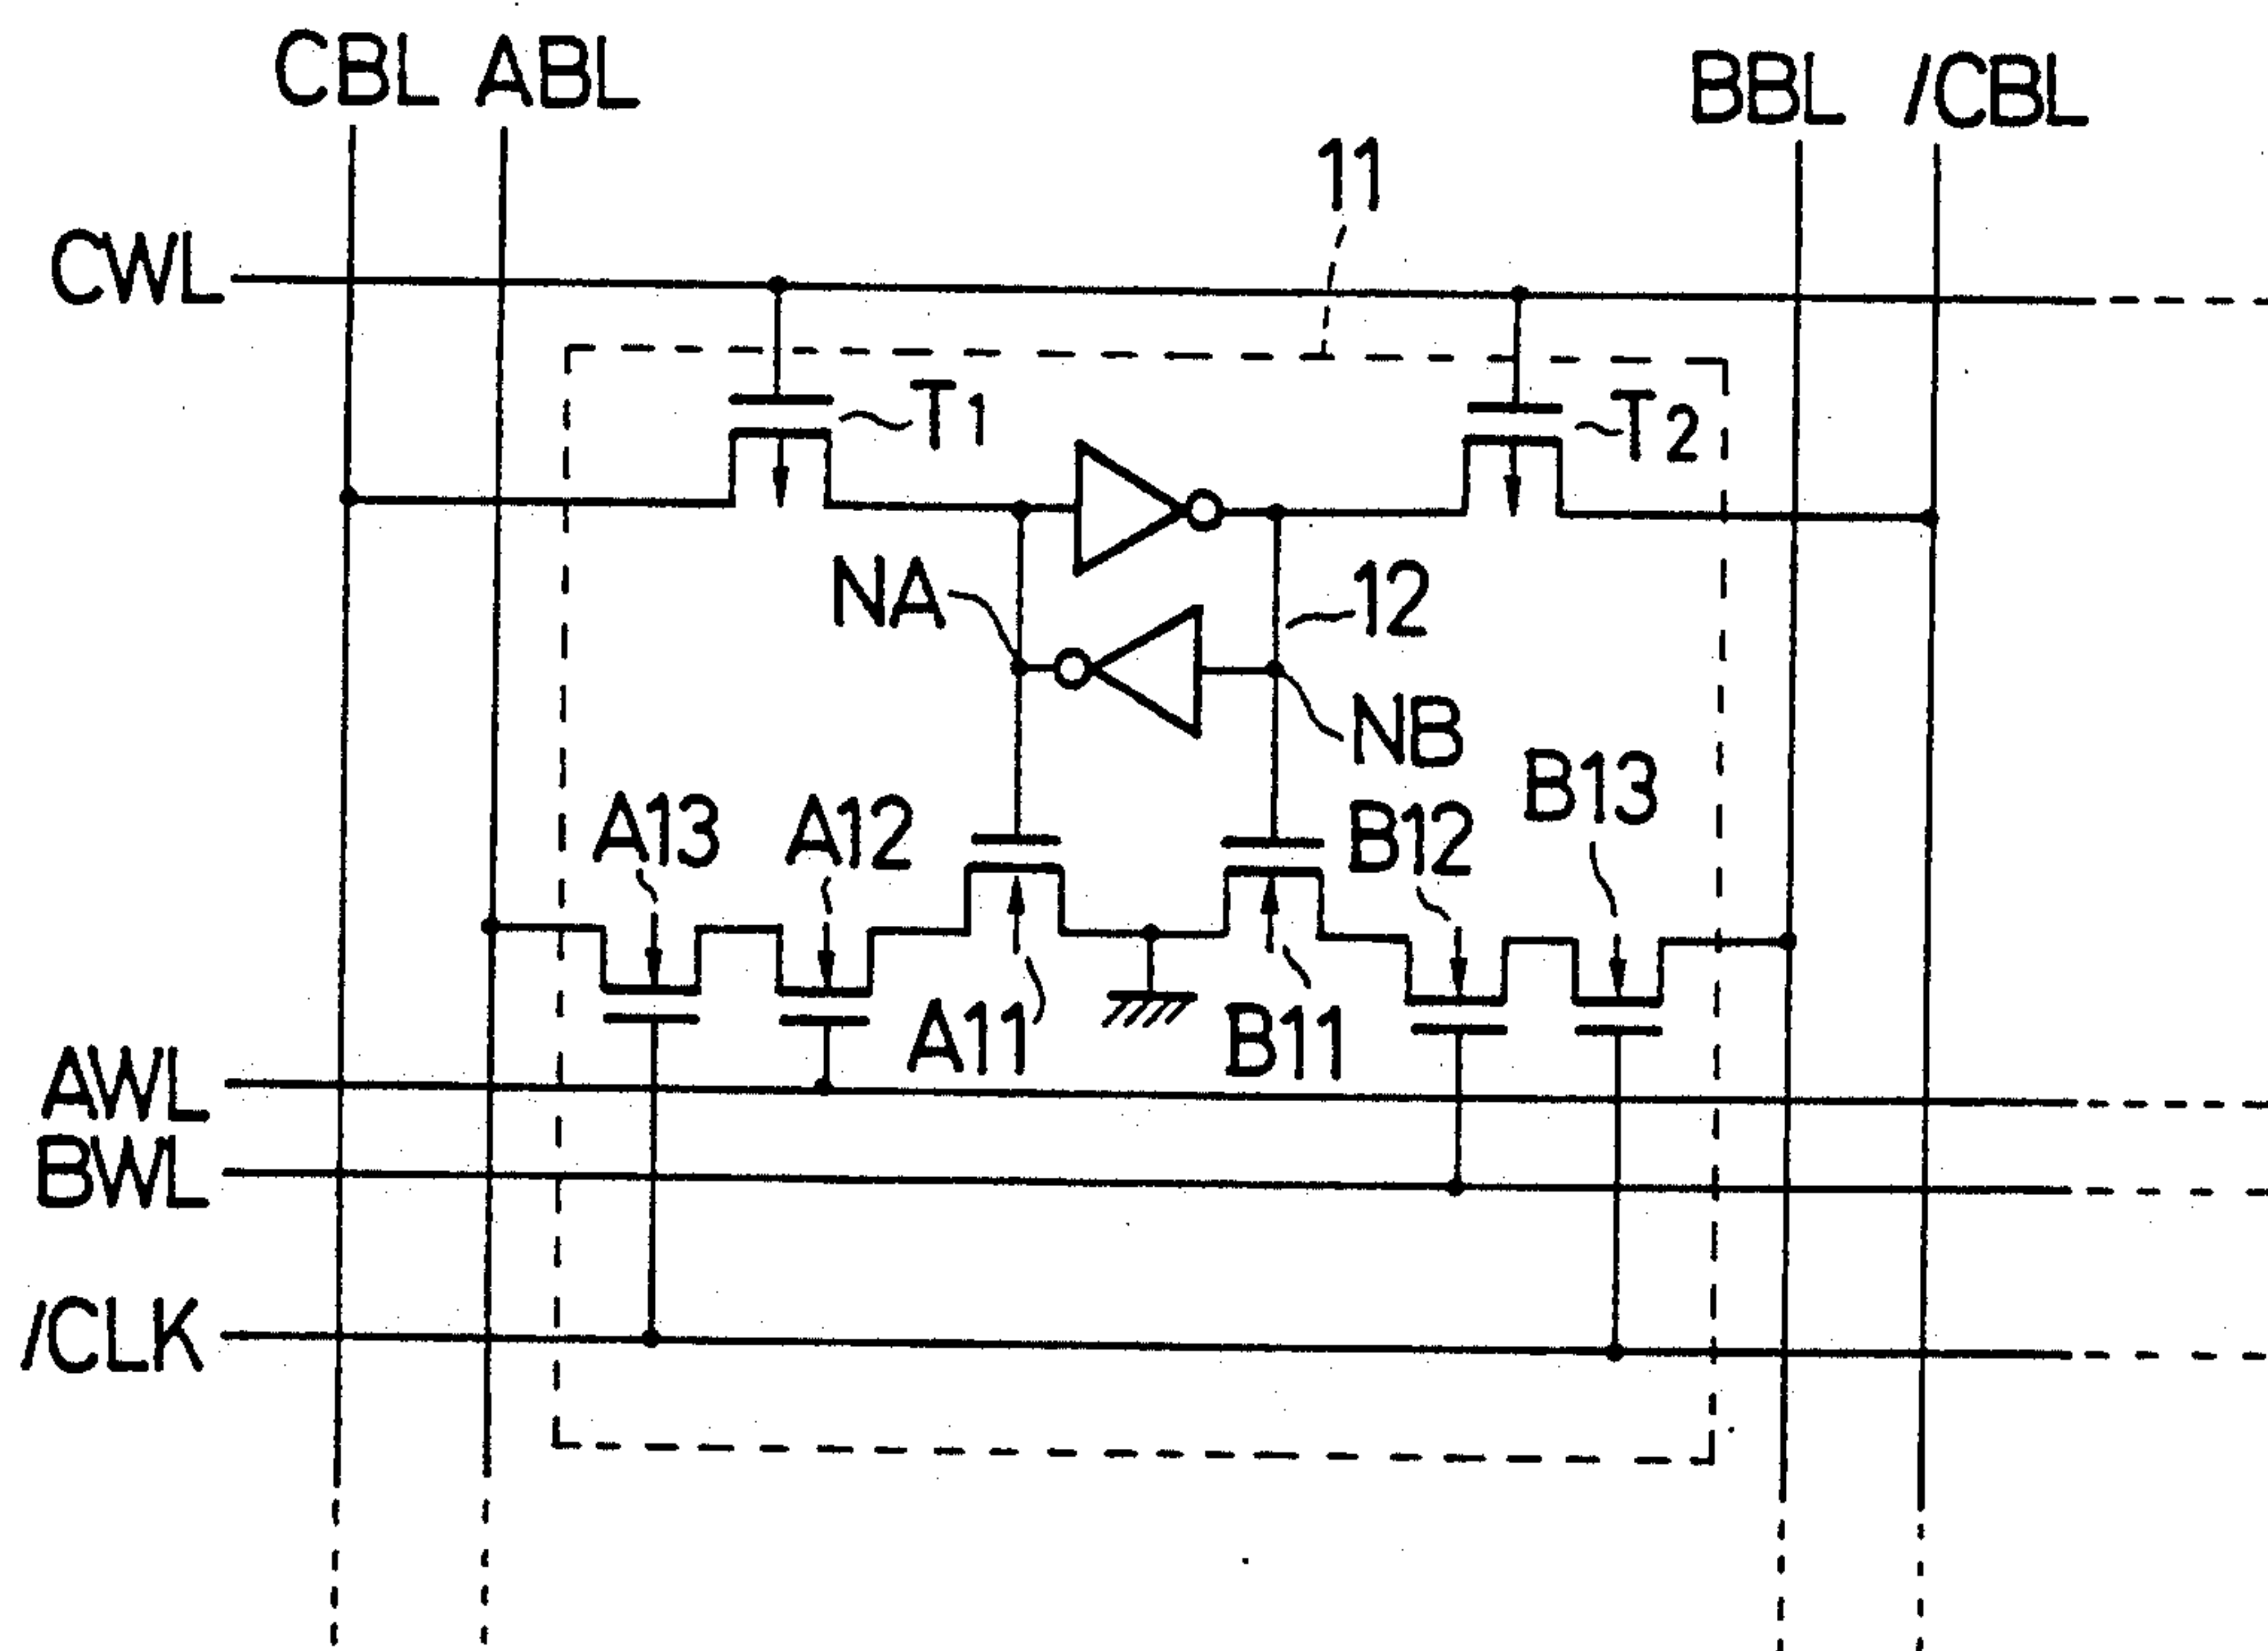 CBL ABL BBL /CBL
11
CWL
T1 T2
NA 12
NB
A13 A12 B12 B13
A11 B11
AWL
BWL
/CLK